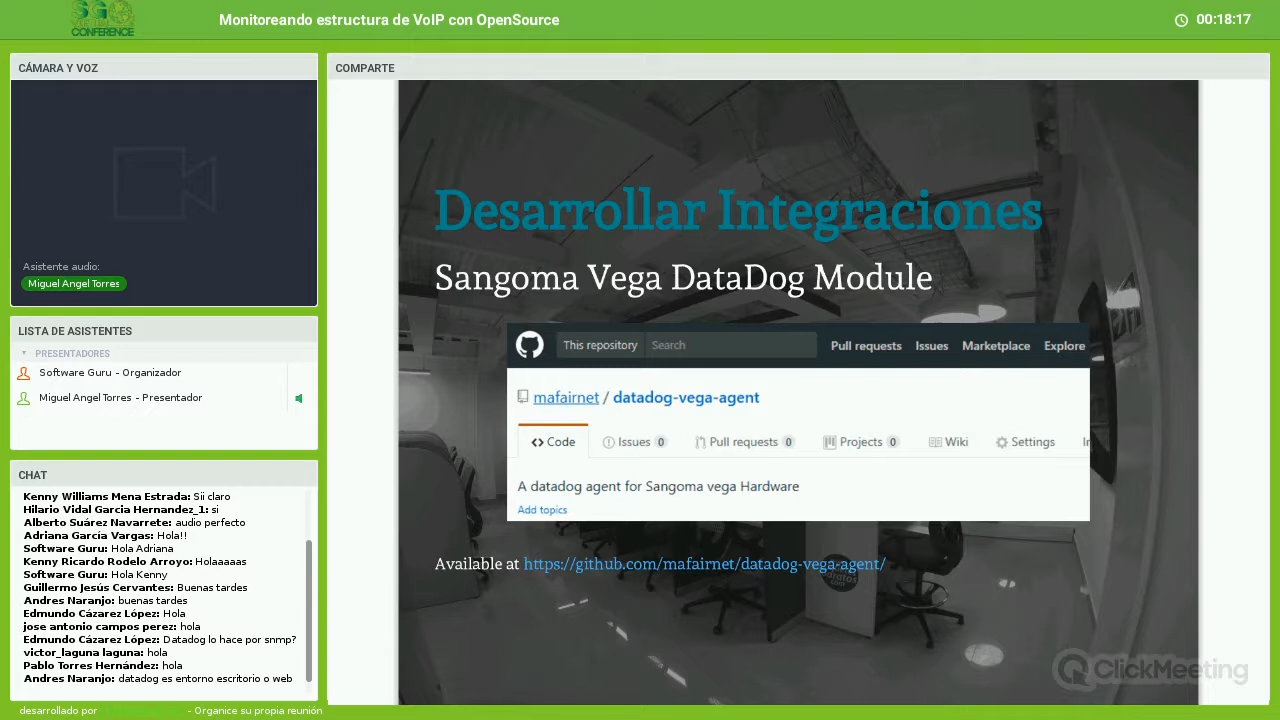 SG
CONFERENCE
Monitoreando estructura de VoIP con OpenSource
00:18:17
CÁMARA Y VOZ
Asistente audio:
Miguel Angel Torres
LISTA DE ASISTENTES
PRESENTADORES
Software Guru - Organizador
Miguel Angel Torres - Presentador
CHAT
Kenny Williams Mena Estrada: Sii claro
Hilario Vidal Garcia Hernandez_1: si
Alberto Suárez Navarrete: audio perfecto
Adriana García Vargas: Hola!!
Software Guru: Hola Adriana
Kenny Ricardo Rodelo Arroyo: Holaaaaas
Software Guru: Hola Kenny
Guillermo Jesús Cervantes: Buenas tardes
Andres Naranjo: buenas tardes
Edmundo Cázarez López: Hola
jose antonio campos perez: hola
Edmundo Cázarez López: Datadog lo hace por snmp?
victor_laguna laguna: hola
Pablo Torres Hernández: hola
Andres Naranjo: datadog es entorno escritorio o web
desarrollado por - Organice su propia reunión
COMPARTE
Desarrollar Integraciones
Sangoma Vega DataDog Module
This repository Search Pull requests Issues Marketplace Explore
mafairnet / datadog-vega-agent
<> Code Issues 0 Pull requests 0 Projects 0 Wiki Settings In
A datadog agent for Sangoma vega Hardware
Add topics
Available at https://github.com/mafairnet/datadog-vega-agent/
ClickMeeting